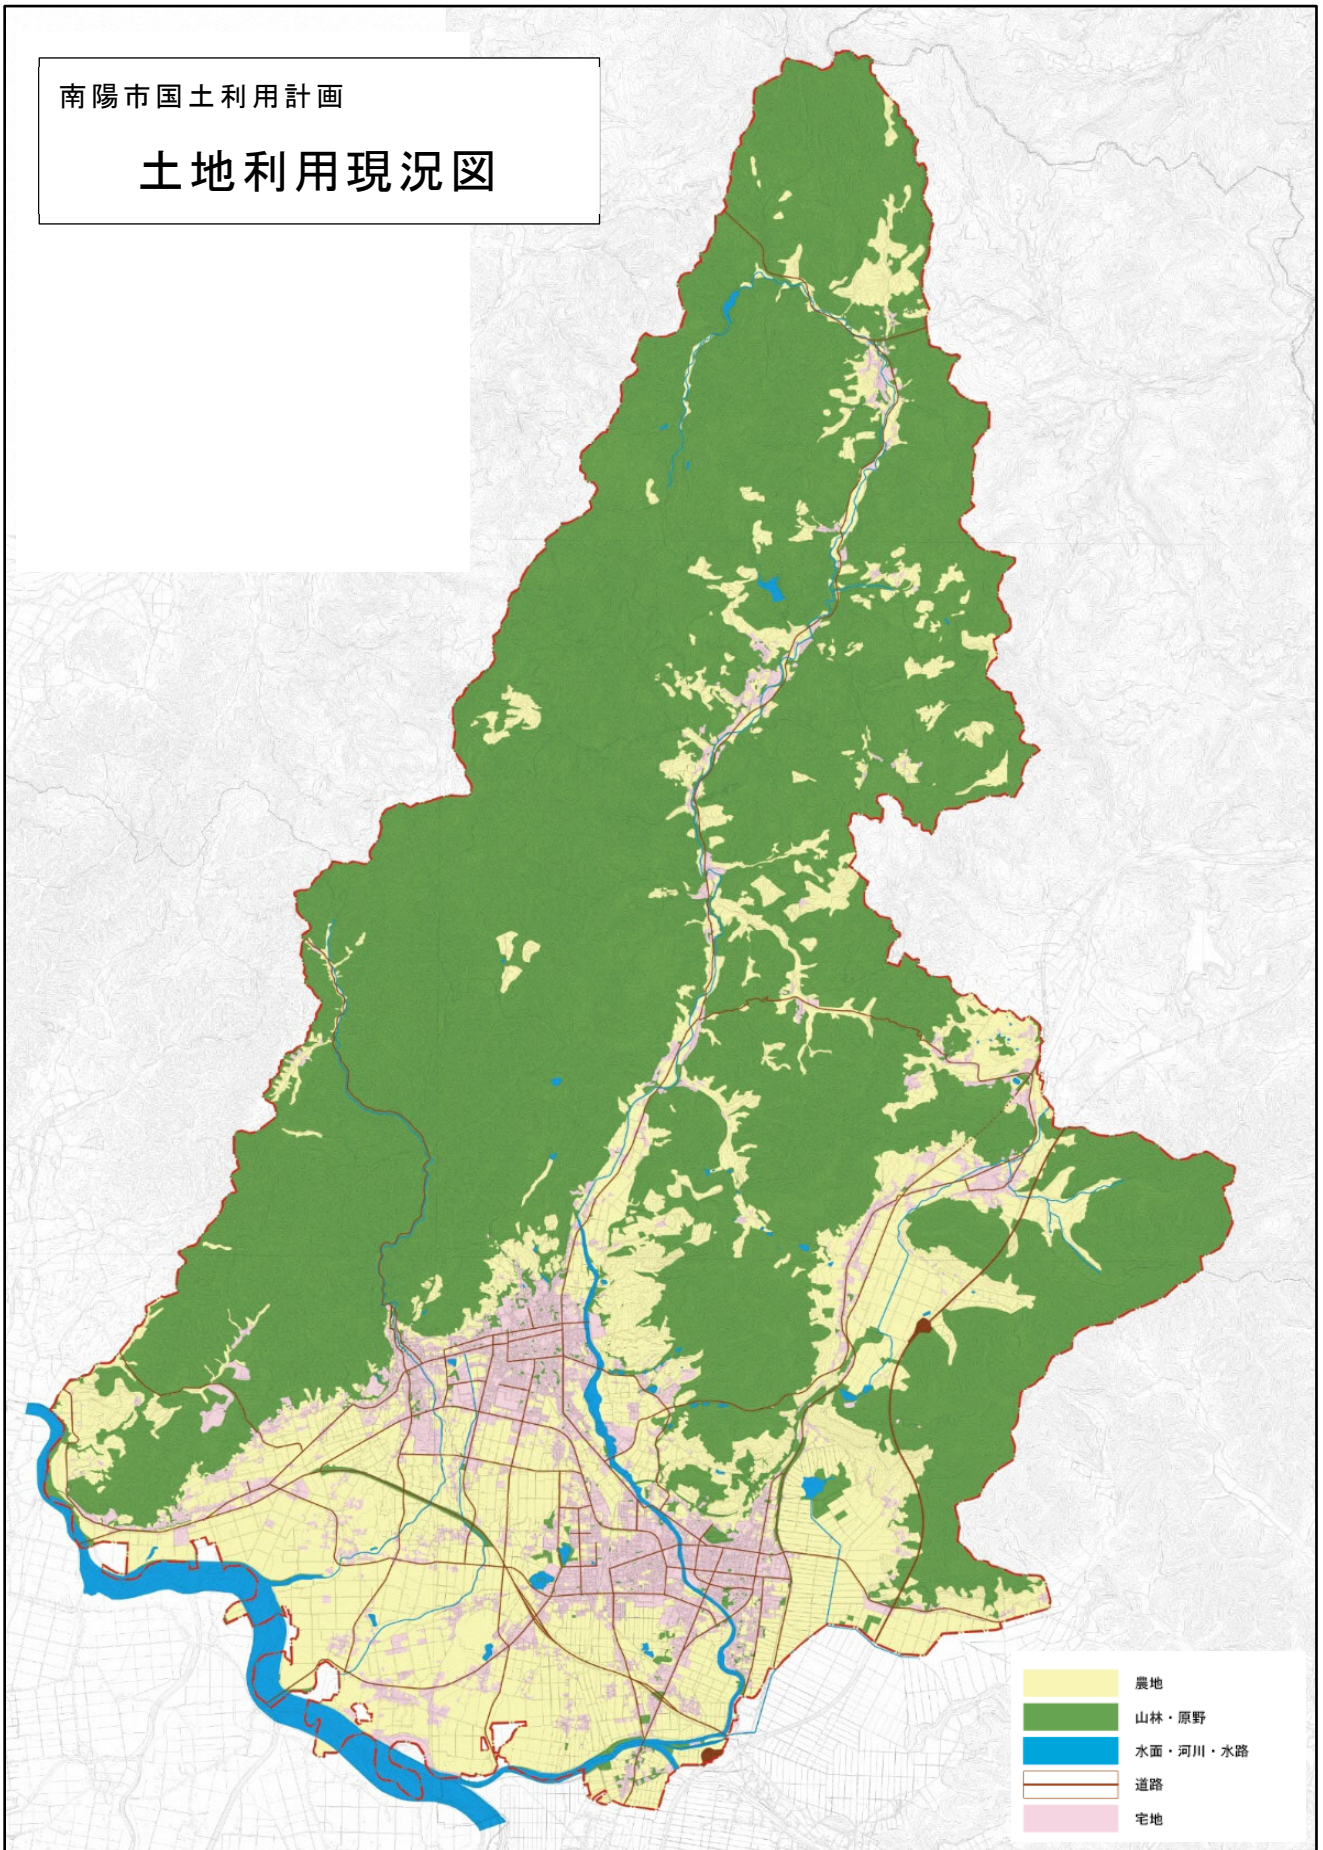 南陽市国土利用計画
土地利用現況図
農地
山林・原野
水面・河川・水路
道路
宅地